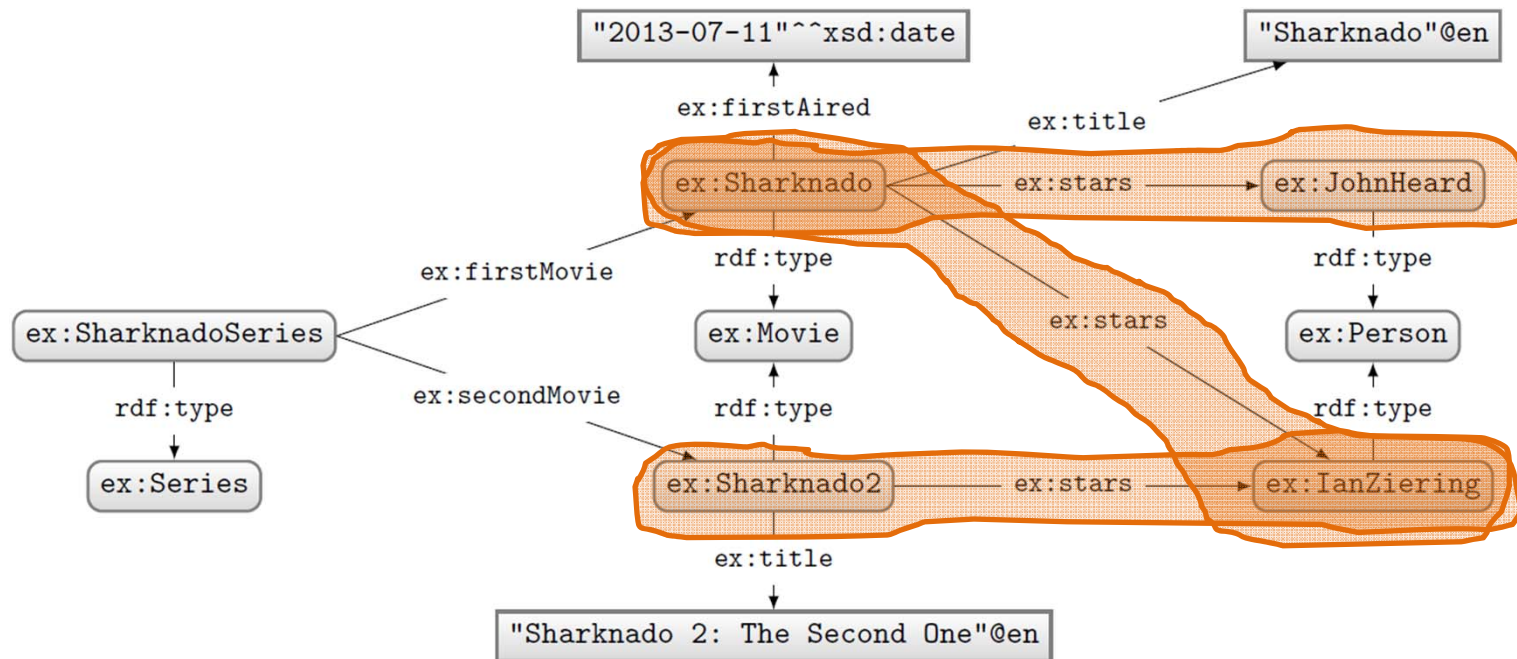 "2013-07-11"^^xsd:date
"Sharknado"@en
ex:firstAired
ex:title
ex:Sharknado
ex:stars
ex:JohnHeard
rdf:type
rdf:type
ex:firstMovie
ex:SharknadoSeries
ex:Movie
ex:stars
ex:Person
ex:secondMovie
rdf:type
rdf:type
rdf:type
ex:Series
ex:Sharknado2
ex:stars
ex:IanZiering
ex:title
"Sharknado 2: The Second One"@en